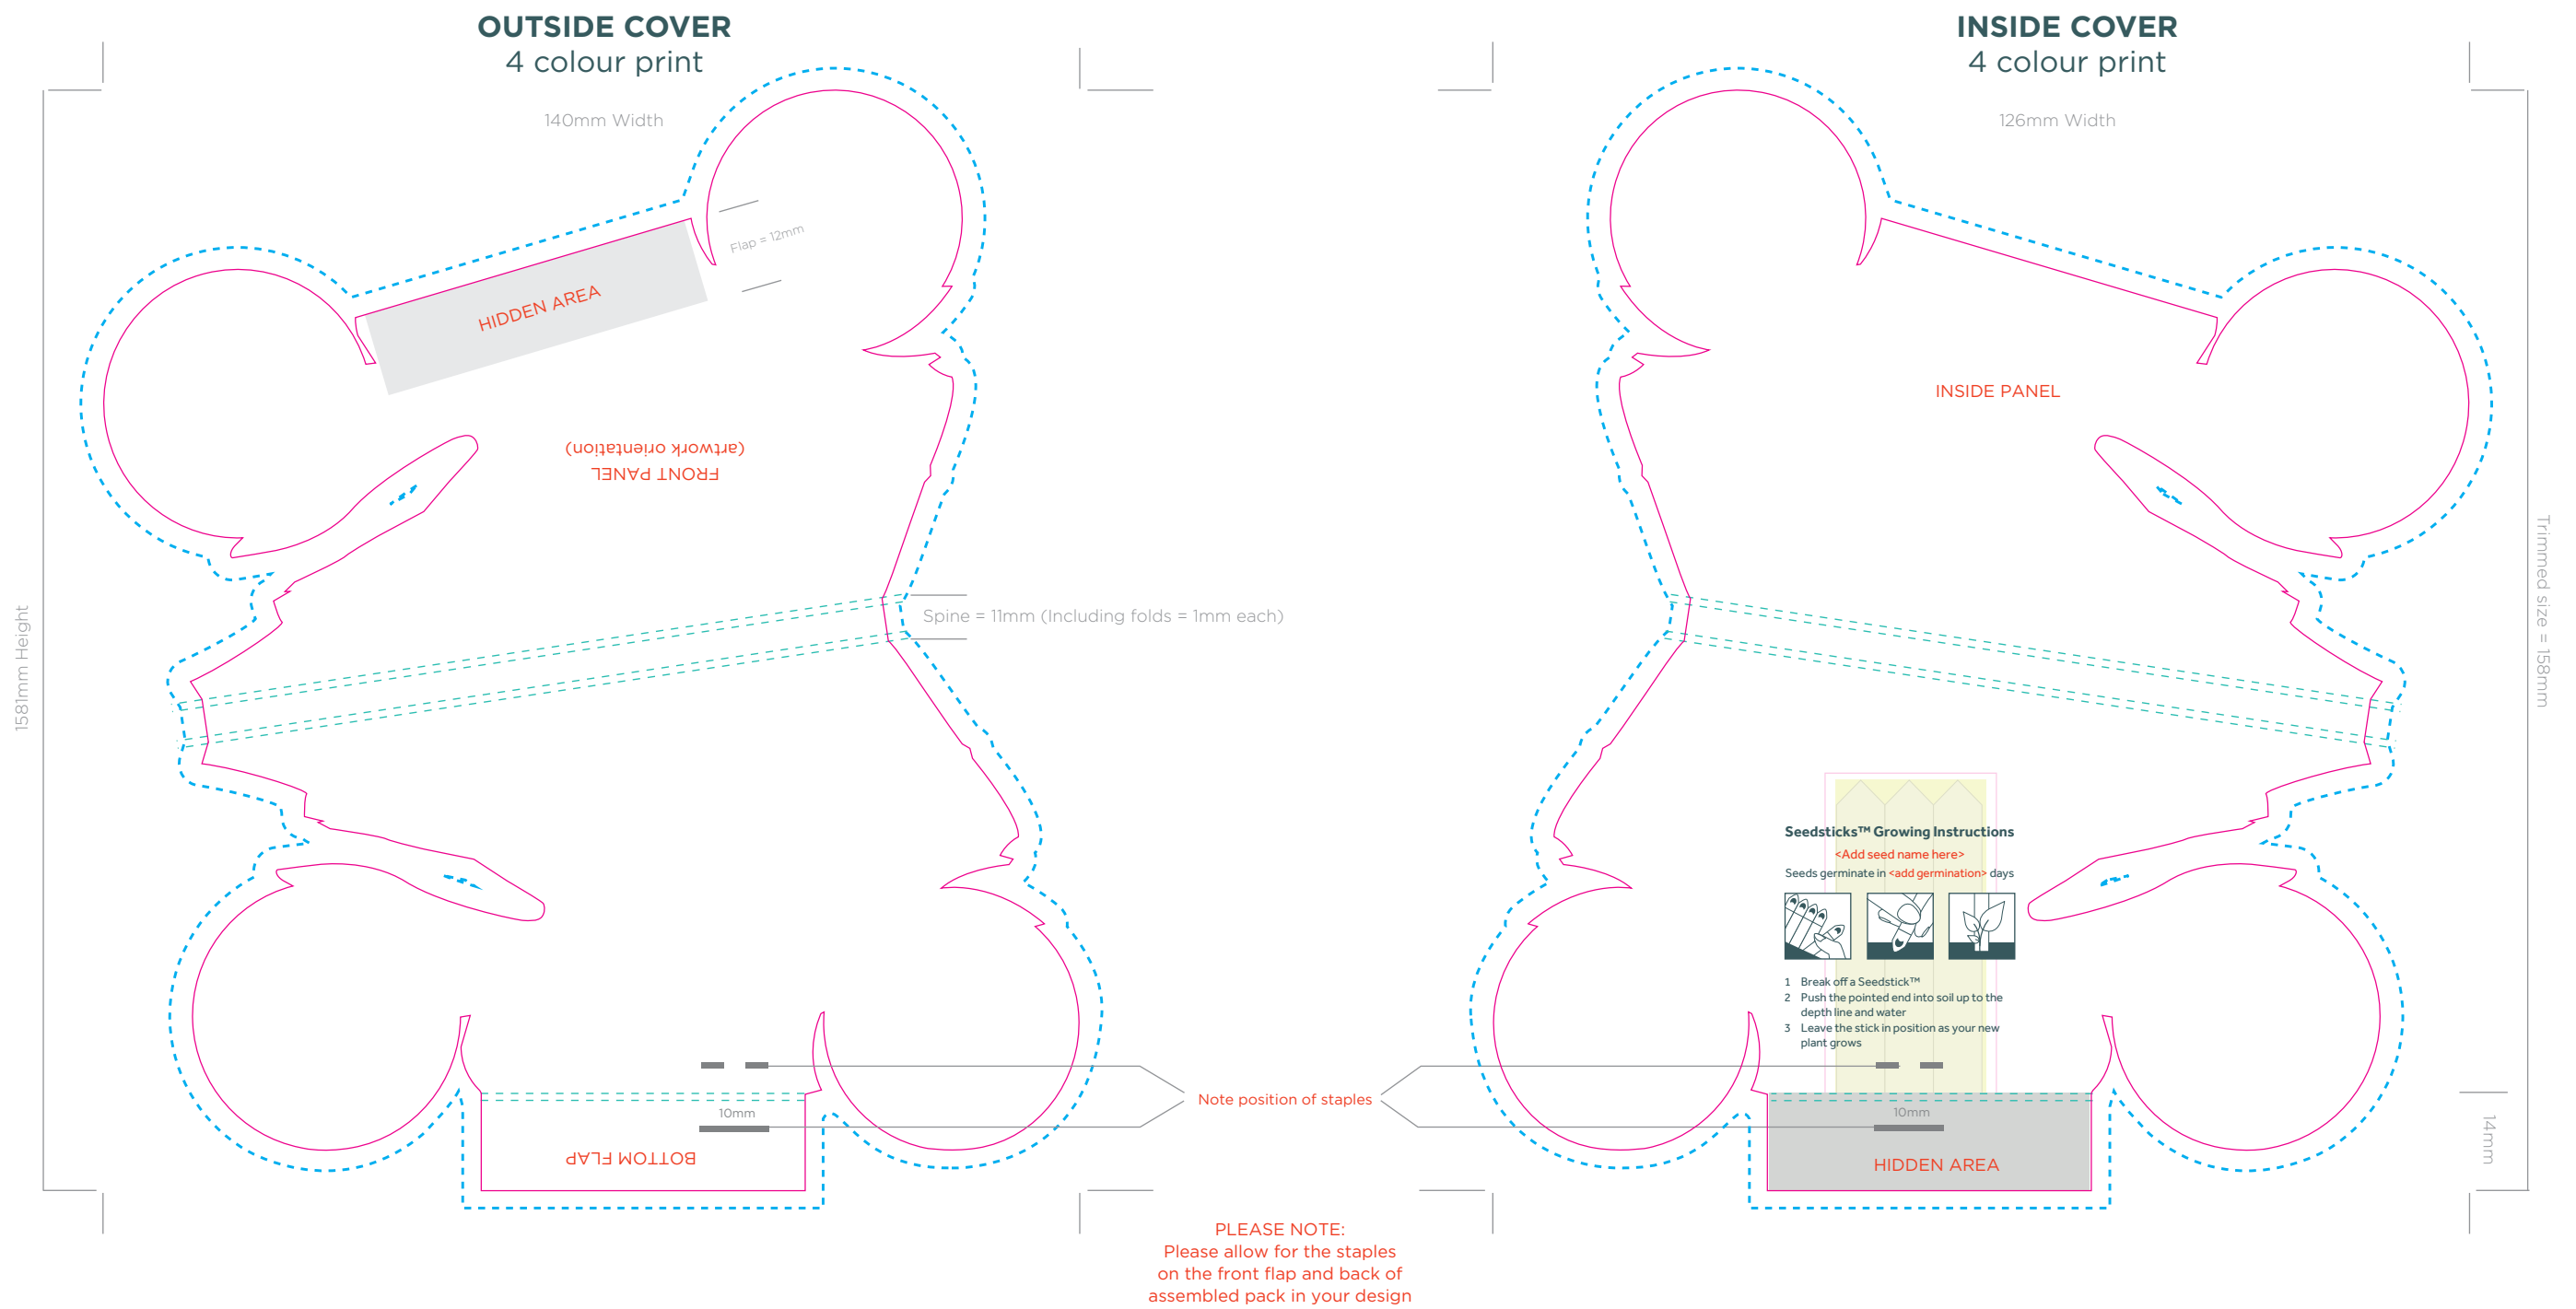 OUTSIDE COVER
4 colour print
140mm Width
Flap = 12mm
HIDDEN AREA
FRONT PANEL
(artwork orientation)
1581mm Height
Spine = 11mm (Including folds = 1mm each)
10mm
BOTTOM FLAP
Note position of staples
PLEASE NOTE:
Please allow for the staples
on the front flap and back of
assembled pack in your design
INSIDE COVER
4 colour print
126mm Width
INSIDE PANEL
Trimmed size = 158mm
Seedsticks™ Growing Instructions
<Add seed name here>
Seeds germinate in <add germination> days
1 Break off a Seedstick™
2 Push the pointed end into soil up to the
depth line and water
3 Leave the stick in position as your new
plant grows
10mm
HIDDEN AREA
14mm